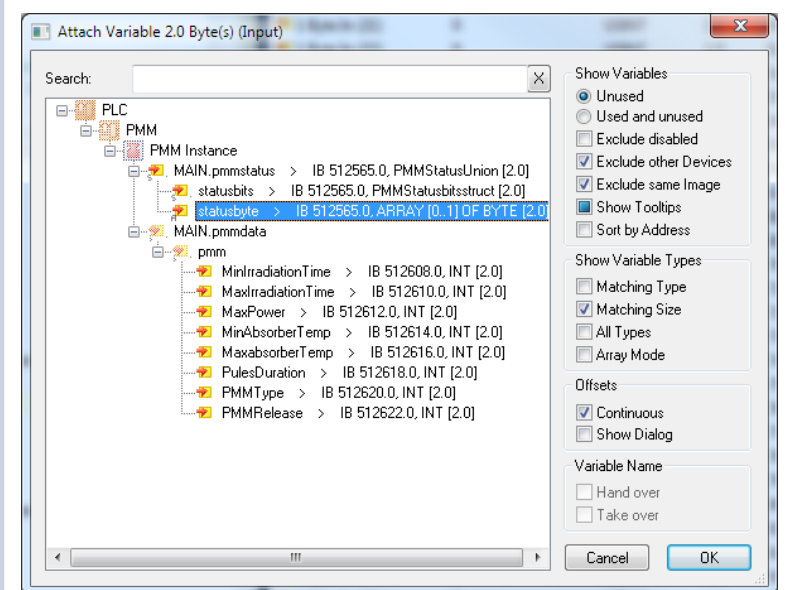 Attach Variable 2.0 Byte(s) (Input)
Search:
X
PLC
PMM
PMM Instance
MAIN.pmmstatus > IB 512565.0, PMMStatusUnion [2.0]
statusbits > IB 512565.0, PMMStatusbitsstruct [2.0]
statusbyte > IB 512565.0, ARRAY [0..1] OF BYTE [2.0]
MAIN.pmmdata
pmm
MinIrradiationTime > IB 512608.0, INT [2.0]
MaxIrradiationTime > IB 512610.0, INT [2.0]
MaxPower > IB 512612.0, INT [2.0]
MinAbsorberTemp > IB 512614.0, INT [2.0]
MaxabsorberTemp > IB 512616.0, INT [2.0]
PulesDuration > IB 512618.0, INT [2.0]
PMMType > IB 512620.0, INT [2.0]
PMMRelease > IB 512622.0, INT [2.0]
Show Variables
Unused
Used and unused
Exclude disabled
Exclude other Devices
Exclude same Image
Show Tooltips
Sort by Address
Show Variable Types
Matching Type
Matching Size
All Types
Array Mode
Offsets
Continuous
Show Dialog
Variable Name
Hand over
Take over
Cancel
OK